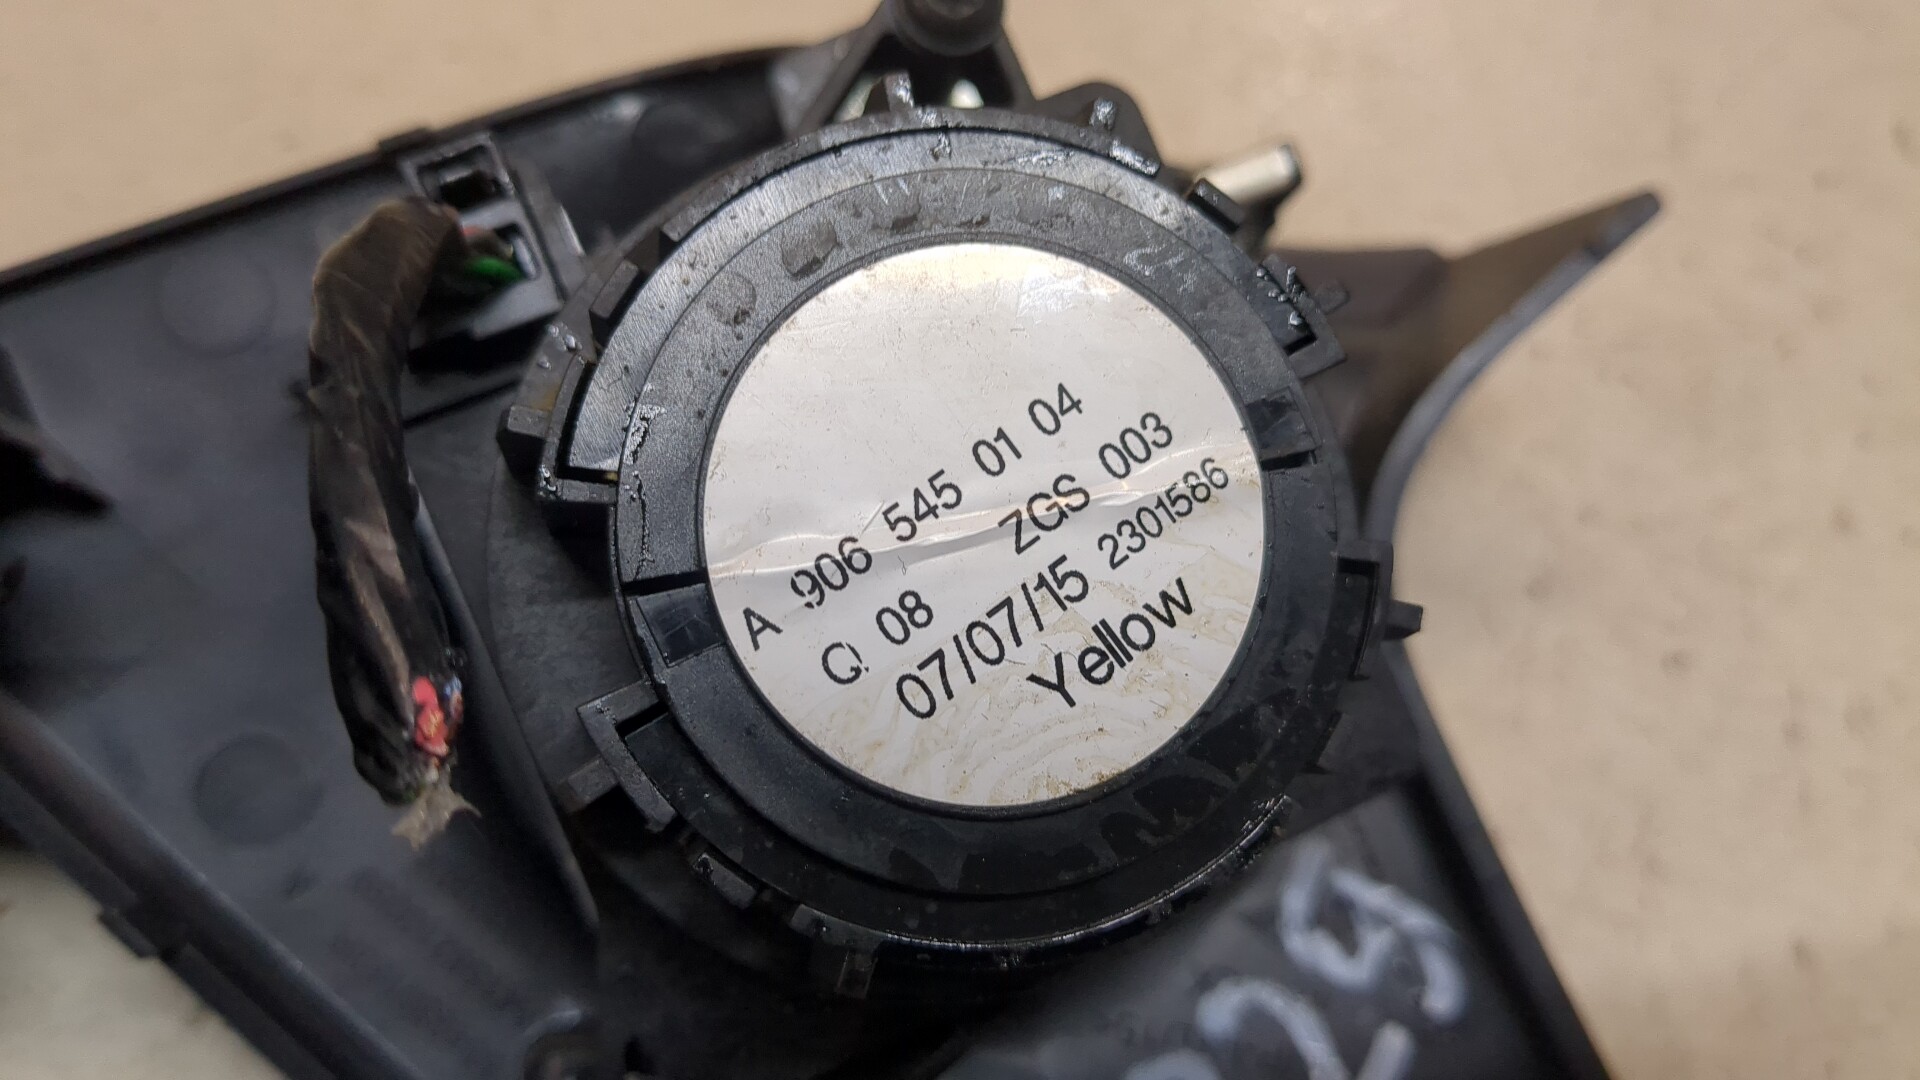 A 906 545 01 04
Q 08 ZGS 003
07/07/15 2301586
Yellow